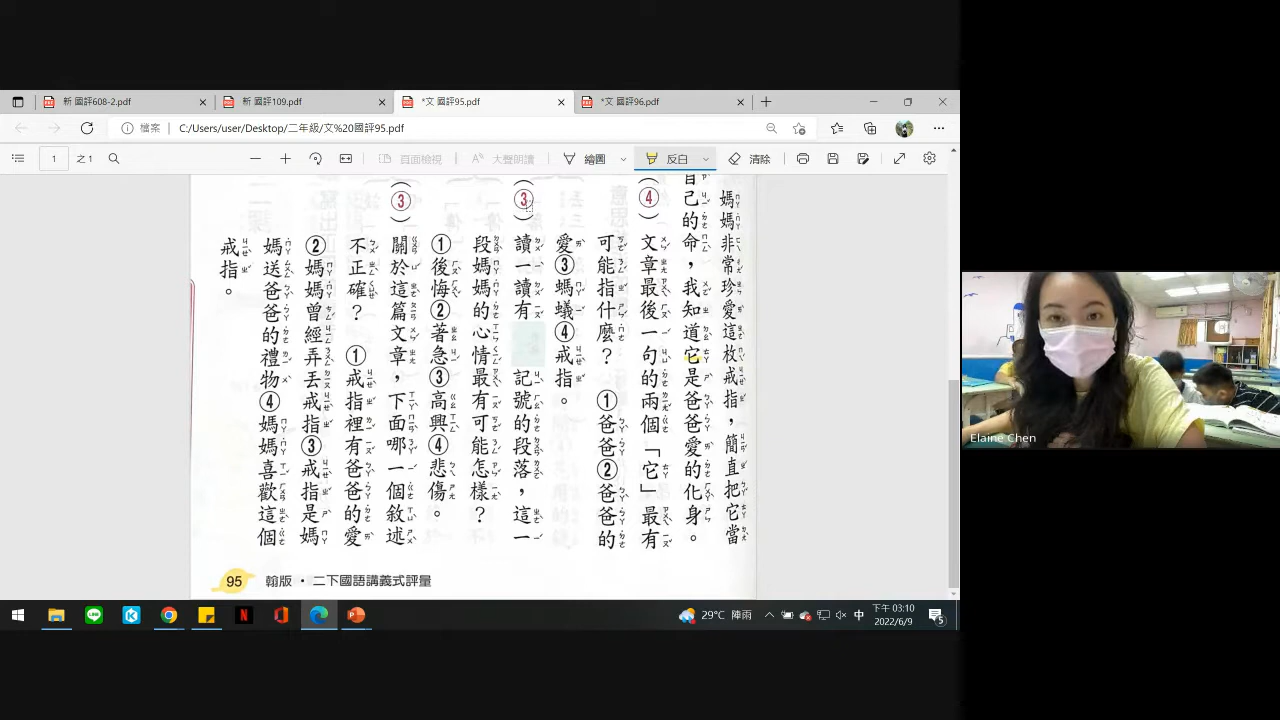 新 國評608-2.pdf
新 國評109.pdf
*文 國評95.pdf
*文 國評96.pdf
檔案
C:/Users/user/Desktop/二年級/文%20國評95.pdf
1
之1
頁面檢視
大聲朗讀
繪圖
反白
清除
媽媽非常珍愛這枚戒指，簡直把它當
自己的命，我知道它是爸爸愛的化身。
(④)文章最後一句的兩個「它」最有
可能指什麼？①爸爸②爸爸的
愛③螞蟻④戒指。
(③)讀一讀有 記號的段落，這一
段媽媽的心情最有可能怎樣？
①後悔②著急③高興④悲傷。
(③)關於這篇文章，下面哪一個敘述
不正確？①戒指裡有爸爸的愛
②媽媽曾經弄丟戒指③戒指是媽
媽送爸爸的禮物④媽媽喜歡這個
戒指。
95 翰版・二下國語講義式評量
Elaine Chen
29°C 陣雨
中
下午 03:10
2022/6/9
5